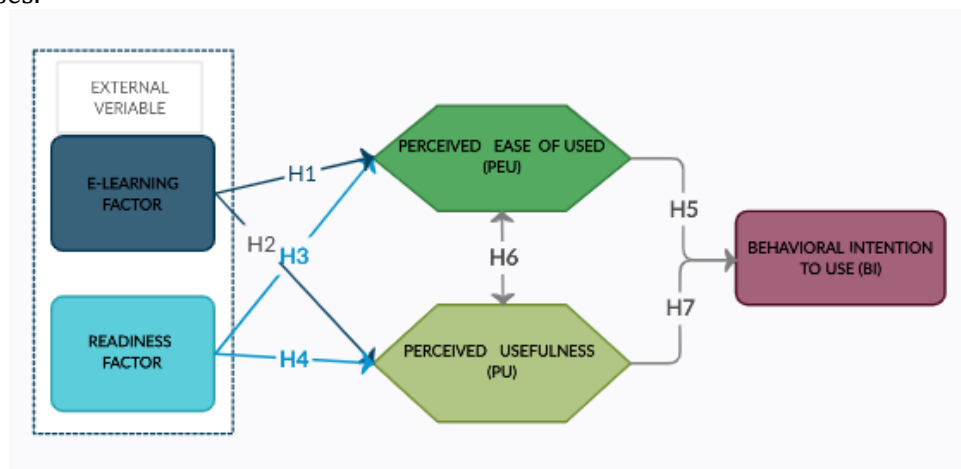 ses.
EXTERNAL
VERIABLE
E-LEARNING
FACTOR
READINESS
FACTOR
H1
H2
H3
H4
PERCEIVED EASE OF USED
(PEU)
H6
PERCEIVED USEFULNESS
(PU)
H5
H7
BEHAVIORAL INTENTION
TO USE (BI)